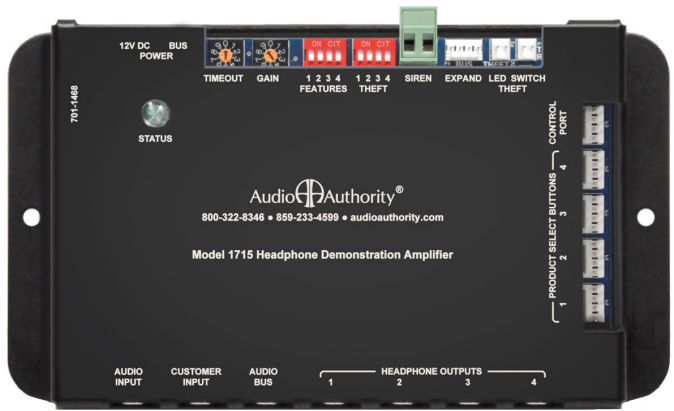 12V DC BUS
POWER
TIMEOUT
GAIN
ON CIT
1 2 3 4
FEATURES
ON CIT
1 2 3 4
THEFT
SIREN
EXPAND
BUS
LED SWITCH
THEFT
THEFT
701-1468
STATUS
CONTROL
PORT
PRODUCT SELECT BUTTONS
4
3
2
1
Audio Authority®
800-322-8346 ● 859-233-4599 ● audioauthority.com
Model 1715 Headphone Demonstration Amplifier
AUDIO
INPUT
CUSTOMER
INPUT
AUDIO
BUS
HEADPHONE OUTPUTS
1 2 3 4